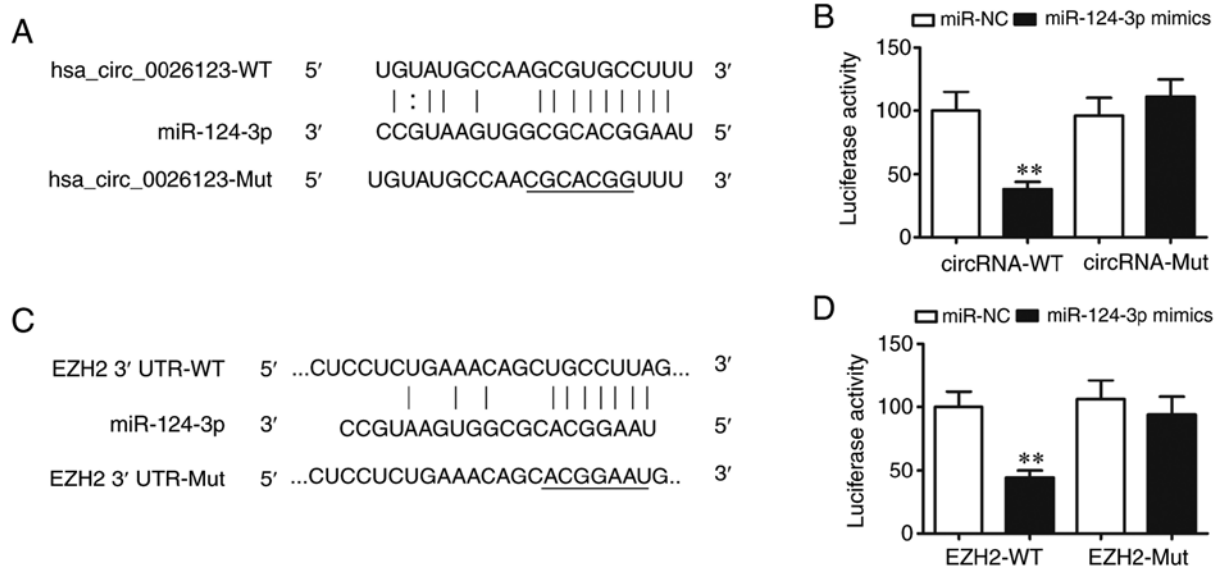 A
hsa_circ_0026123-WT 5′ UGUAUGCCAAGCGUGCCUUU 3′
miR-124-3p 3′ CCGUAAGUGGCGCACGGAAU 5′
hsa_circ_0026123-Mut 5′ UGUAUGCCAACGCACGGUUU 3′
B
miR-NC miR-124-3p mimics
Luciferase activity
150
100
50
0
**
circRNA-WT circRNA-Mut
C
EZH2 3′ UTR-WT 5′ ...CUCCUCUGAAACAGCUGCCUUAG... 3′
miR-124-3p 3′ CCGUAAGUGGCGCACGGAAU 5′
EZH2 3′ UTR-Mut 5′ ...CUCCUCUGAAACAGCACGGAAUG.. 3′
D
miR-NC miR-124-3p mimics
Luciferase activity
150
100
50
0
**
EZH2-WT EZH2-Mut